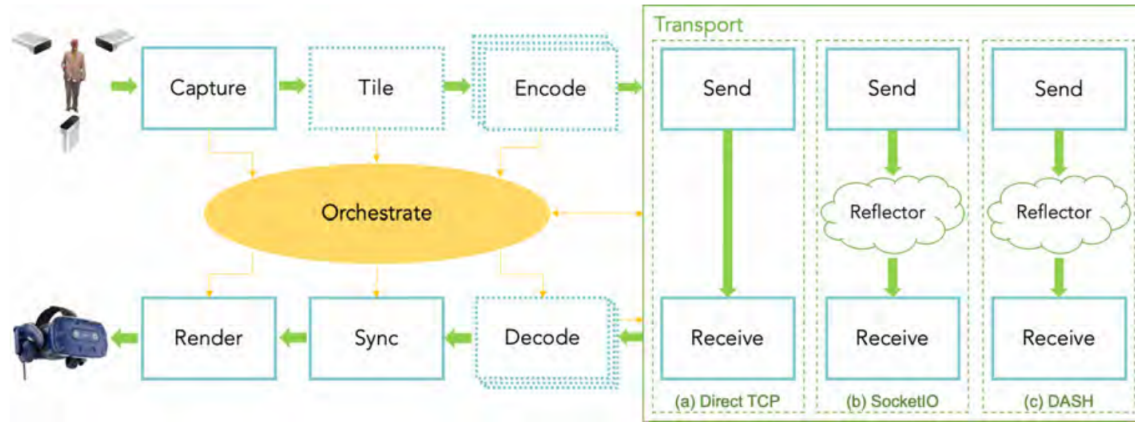 Transport
Capture
Tile
Encode
Send
Send
Send
Orchestrate
Reflector
Reflector
Render
Sync
Decode
Receive
Receive
Receive
(a) Direct TCP
(b) SocketIO
(c) DASH